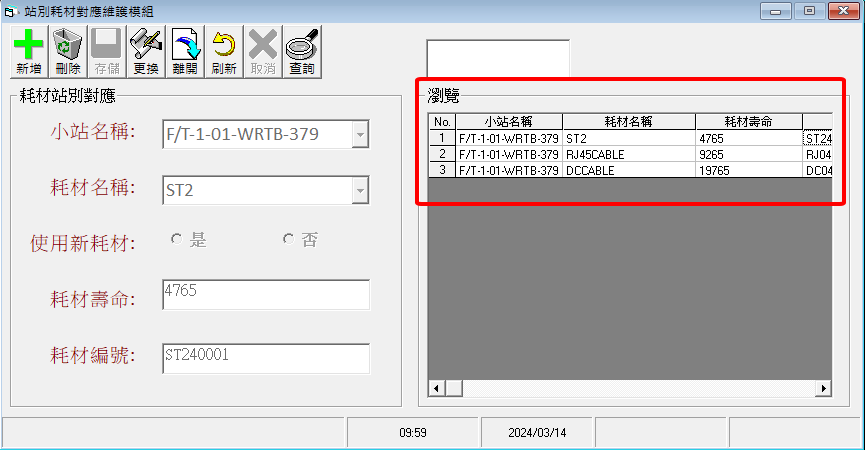 站別耗材對應維護模組
新增 刪除 存儲 更換 離開 刷新 取消 查詢
耗材站別對應
小站名稱: F/T-1-01-WRTB-379
耗材名稱: ST2
使用新耗材: 是 否
耗材壽命: 4765
耗材編號: ST240001
瀏覽
No. 小站名稱 耗材名稱 耗材壽命
1 F/T-1-01-WRTB-379 ST2 4765 ST24
2 F/T-1-01-WRTB-379 RJ45CABLE 9265 RJ04
3 F/T-1-01-WRTB-379 DCCABLE 19765 DC04
09:59 2024/03/14